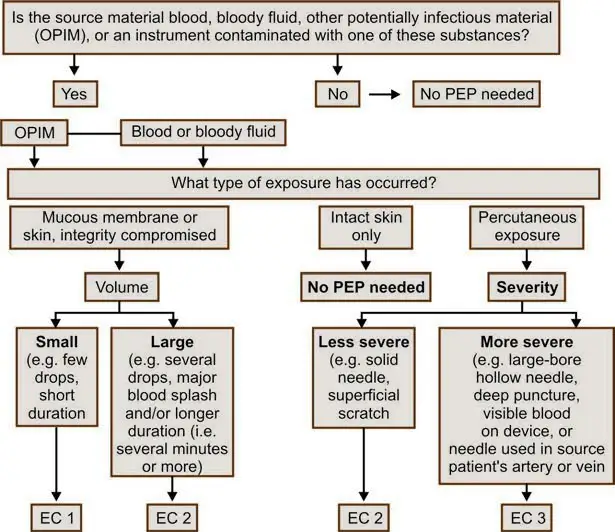 Is the source material blood, bloody fluid, other potentially infectious material
(OPIM), or an instrument contaminated with one of these substances?
Yes
No
No PEP needed
OPIM
Blood or bloody fluid
What type of exposure has occurred?
Mucous membrane or
skin, integrity compromised
Intact skin
only
Percutaneous
exposure
Volume
No PEP needed
Severity
Small
(e.g. few
drops,
short
duration
Large
(e.g. several
drops, major
blood splash
and/or longer
duration (i.e.
several minutes
or more)
Less severe
(e.g. solid
needle,
superficial
scratch
More severe
(e.g. large-bore
hollow needle,
deep puncture,
visible blood
on device, or
needle used in source
patient's artery or vein
EC 1
EC 2
EC 2
EC 3